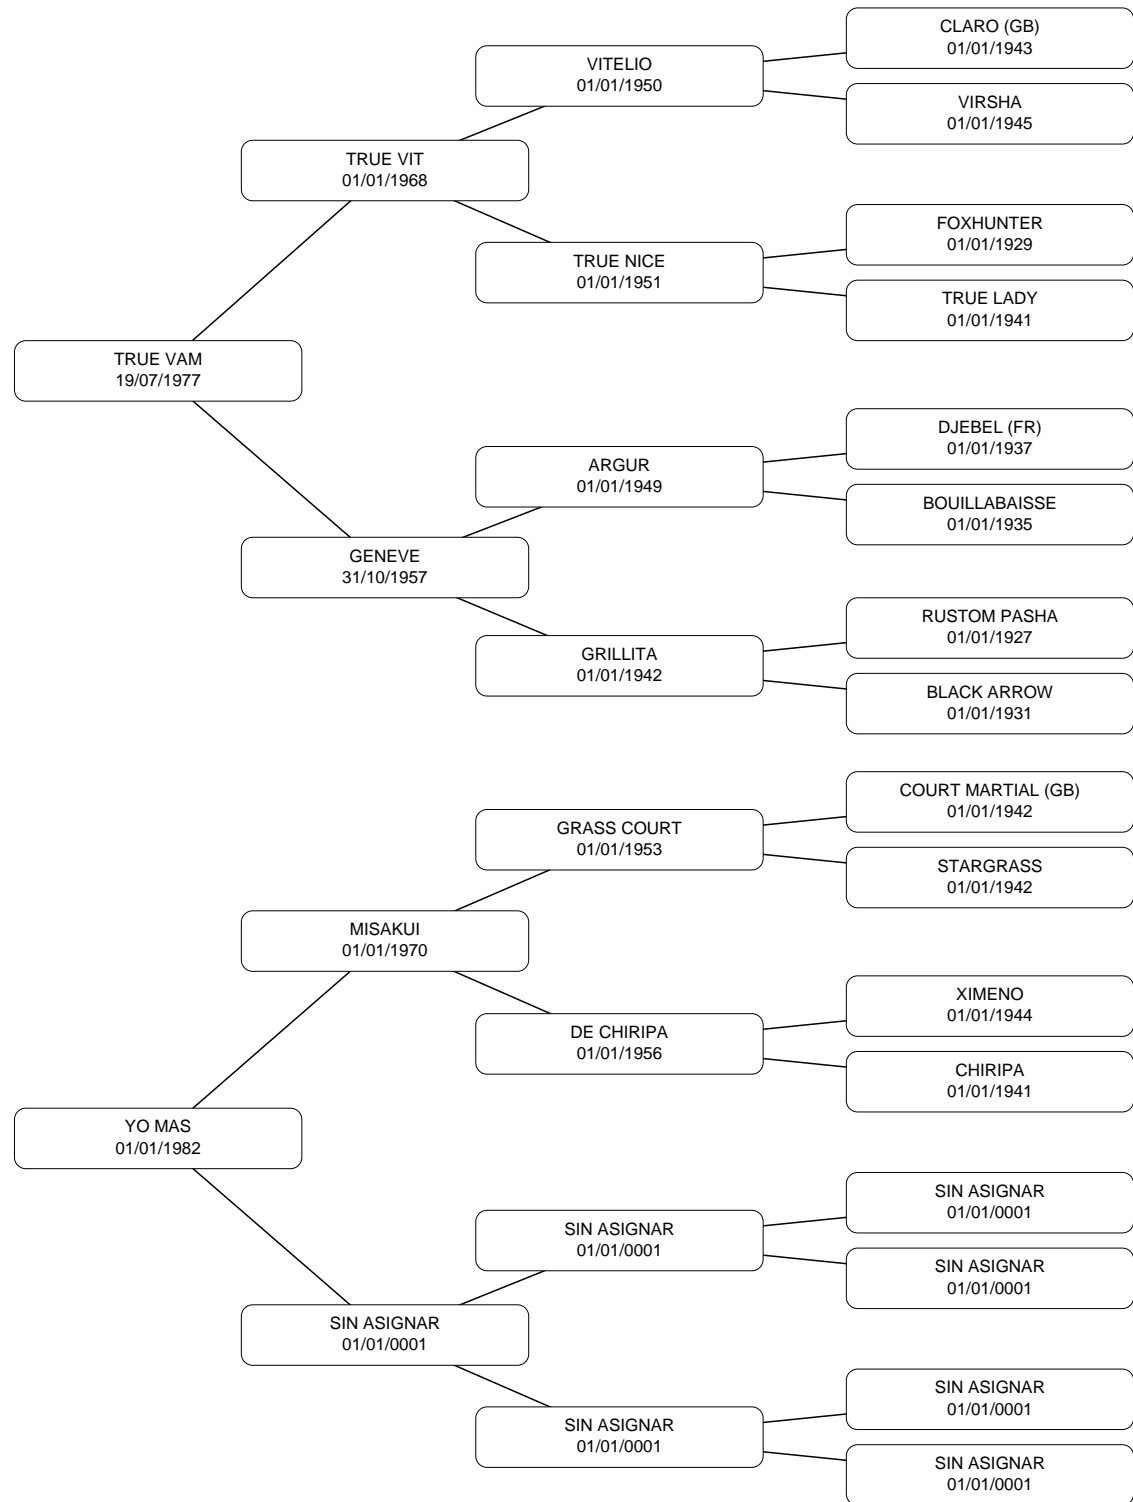 CLARO (GB)
01/01/1943
VITELIO
01/01/1950
VIRSHA
01/01/1945
TRUE VIT
01/01/1968
FOXHUNTER
01/01/1929
TRUE NICE
01/01/1951
TRUE LADY
01/01/1941
TRUE VAM
19/07/1977
DJEBEL (FR)
01/01/1937
ARGUR
01/01/1949
BOUILLABAISSE
01/01/1935
GENEVE
31/10/1957
RUSTOM PASHA
01/01/1927
GRILLITA
01/01/1942
BLACK ARROW
01/01/1931
COURT MARTIAL (GB)
01/01/1942
GRASS COURT
01/01/1953
STARGRASS
01/01/1942
MISAKUI
01/01/1970
XIMENO
01/01/1944
DE CHIRIPA
01/01/1956
CHIRIPA
01/01/1941
YO MAS
01/01/1982
SIN ASIGNAR
01/01/0001
SIN ASIGNAR
01/01/0001
SIN ASIGNAR
01/01/0001
SIN ASIGNAR
01/01/0001
SIN ASIGNAR
01/01/0001
SIN ASIGNAR
01/01/0001
SIN ASIGNAR
01/01/0001